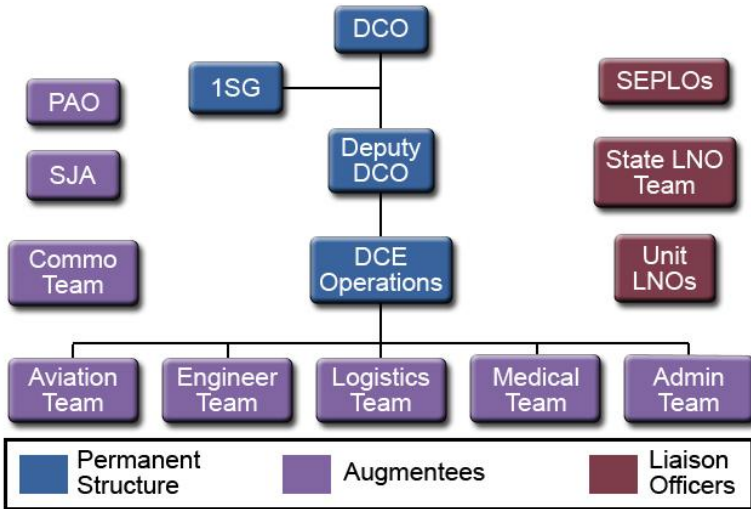 DCO
1SG
PAO
SEPLOs
Deputy
DCO
SJA
State LNO
Team
Commo
Team
DCE
Operations
Unit
LNOs
Aviation
Team
Engineer
Team
Logistics
Team
Medical
Team
Admin
Team
Permanent
Structure
Augmentees
Liaison
Officers